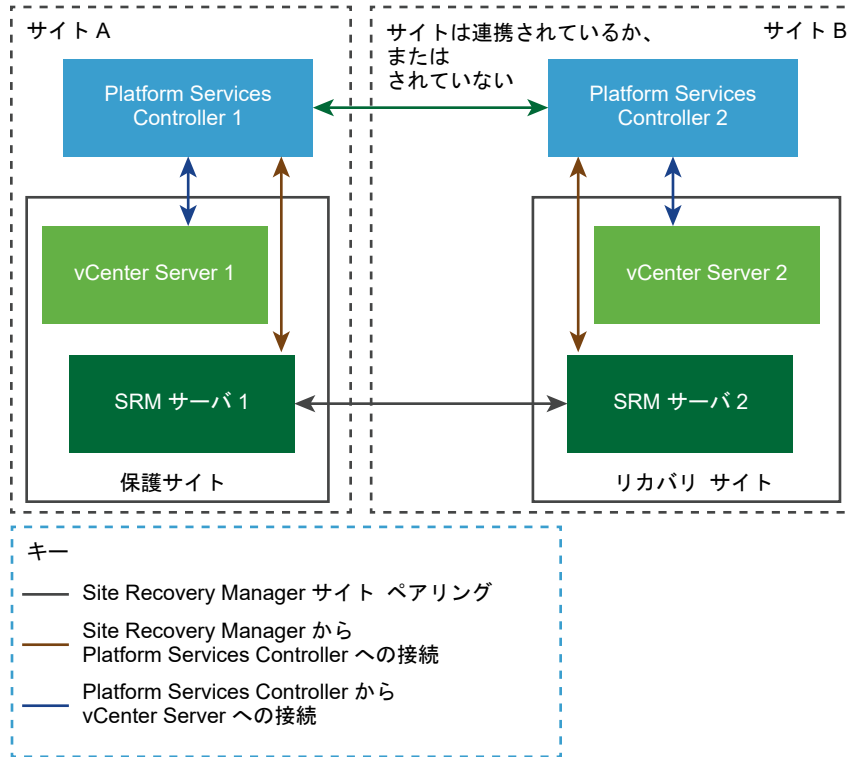 サイト A
サイトは連携されているか、
または
されていない
サイト B
Platform Services
Controller 1
Platform Services
Controller 2
vCenter Server 1
vCenter Server 2
SRM サーバ 1
SRM サーバ 2
保護サイト
リカバリ サイト
キー
Site Recovery Manager サイト ペアリング
Site Recovery Manager から
Platform Services Controller への接続
Platform Services Controller から
vCenter Server への接続